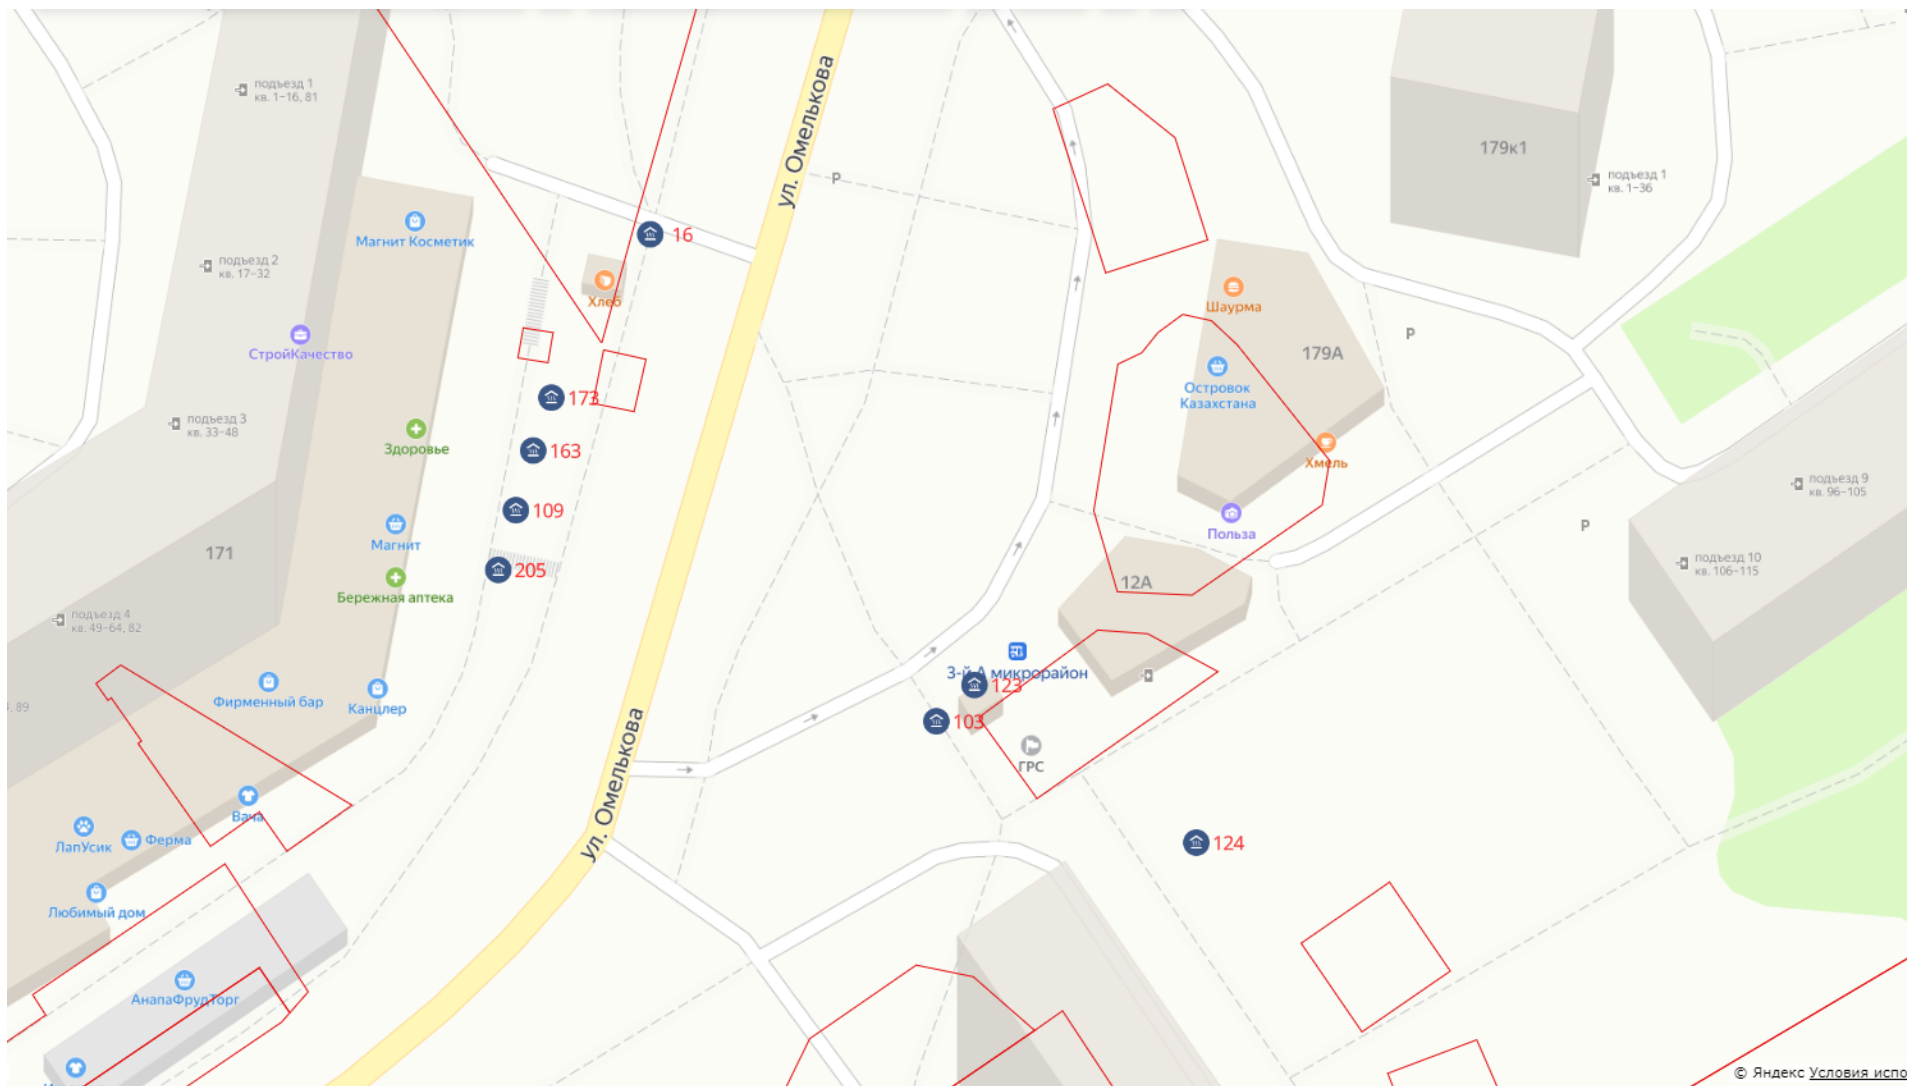 подъезд 1
кв. 1–16, 81
ул. Омелькова
179к1
подъезд 1
кв. 1–36
P
Магнит Косметик
16
подъезд 2
кв. 17–32
Хлеб
Шаурма
СтройКачество
179А
P
Островок
Казахстана
173
подъезд 3
кв. 33–48
Здоровье
163
Хмель
подъезд 9
кв. 96–105
109
Магнит
Польза
P
171
205
12А
подъезд 10
кв. 106–115
Бережная аптека
подъезд 4
кв. 49–64, 82
3-й А микрорайон
123
Фирменный бар
Канцлер
, 89
103
ГРС
ул. Омелькова
Вача
ЛапУсик
Ферма
124
Любимый дом
АнапаФрудТорг
© Яндекс Условия испо